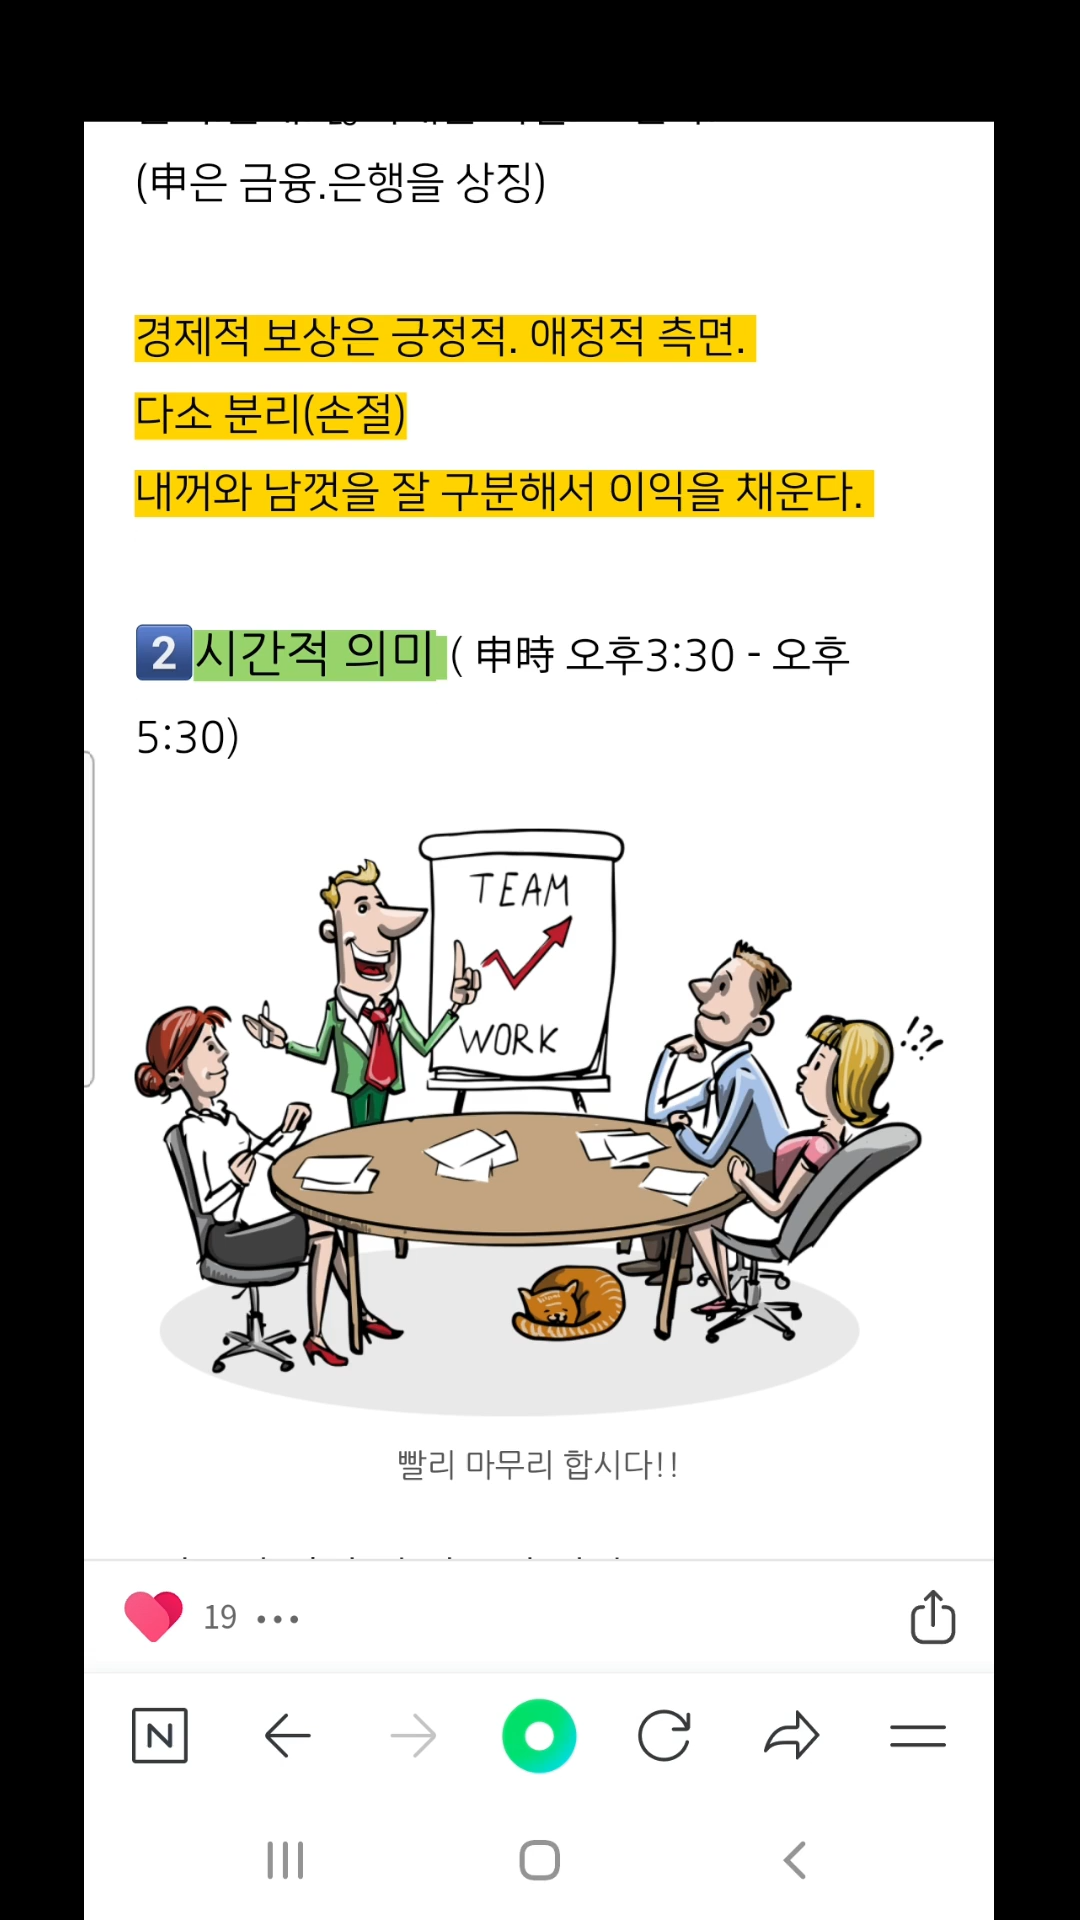 (申은 금융.은행을 상징)
경제적 보상은 긍정적. 애정적 측면.
다소 분리(손절)
내꺼와 남껏을 잘 구분해서 이익을 채운다.
2 시간적 의미 ( 申時 오후3:30 - 오후
5:30)
TEAM
WORK
!?!
빨리 마무리 합시다!!
19
N